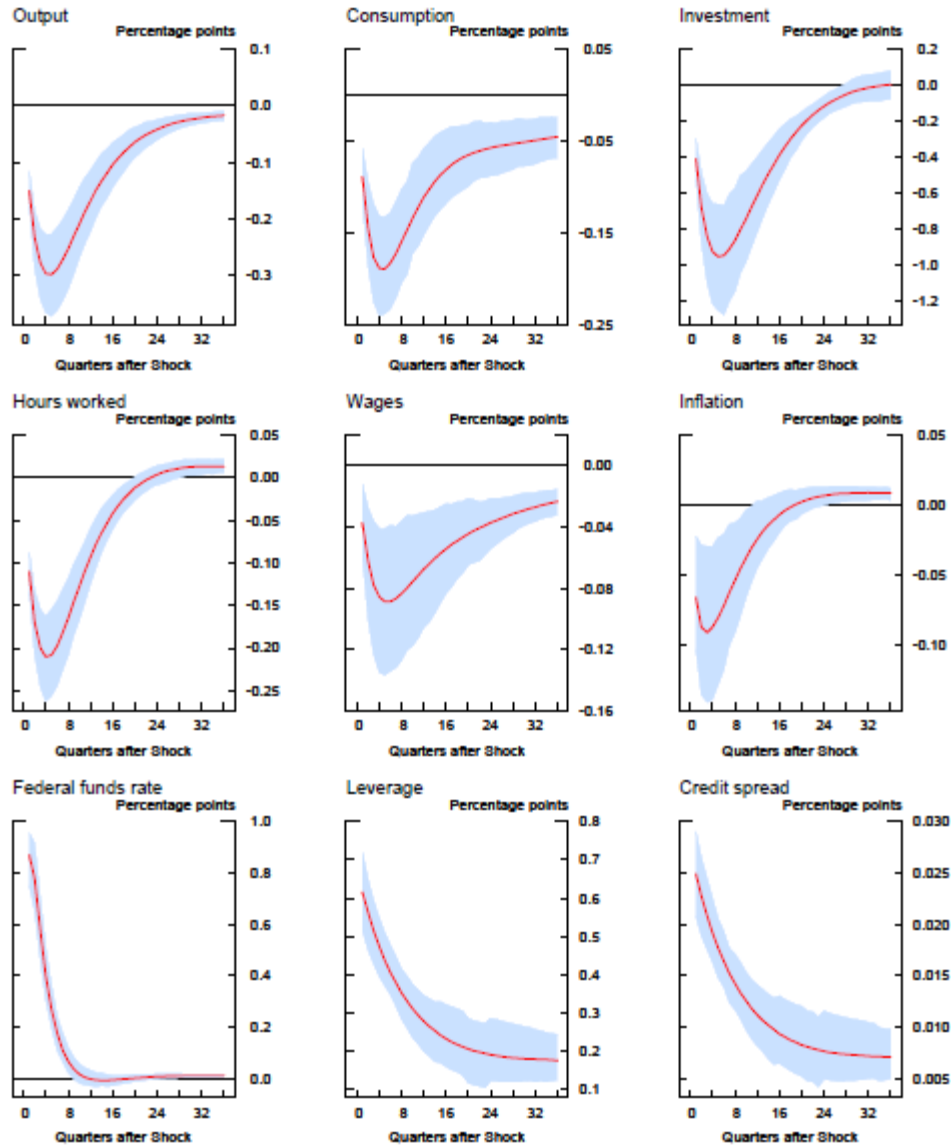 Output
Percentage points
0.1
0.0
-0.1
-0.2
-0.3
0 8 16 24 32
Quarters after Shock
Consumption
Percentage points
0.05
-0.05
-0.15
-0.25
0 8 16 24 32
Quarters after Shock
Investment
Percentage points
0.2
0.0
-0.2
-0.4
-0.6
-0.8
-1.0
-1.2
0 8 16 24 32
Quarters after Shock
Hours worked
Percentage points
0.05
0.00
-0.05
-0.10
-0.15
-0.20
-0.25
0 8 16 24 32
Quarters after Shock
Wages
Percentage points
0.00
-0.04
-0.08
-0.12
-0.16
0 8 16 24 32
Quarters after Shock
Inflation
Percentage points
0.05
0.00
-0.05
-0.10
0 8 16 24 32
Quarters after Shock
Federal funds rate
Percentage points
1.0
0.8
0.6
0.4
0.2
0.0
0 8 16 24 32
Quarters after Shock
Leverage
Percentage points
0.8
0.7
0.6
0.5
0.4
0.3
0.2
0.1
0 8 16 24 32
Quarters after Shock
Credit spread
Percentage points
0.030
0.025
0.020
0.015
0.010
0.005
0 8 16 24 32
Quarters after Shock